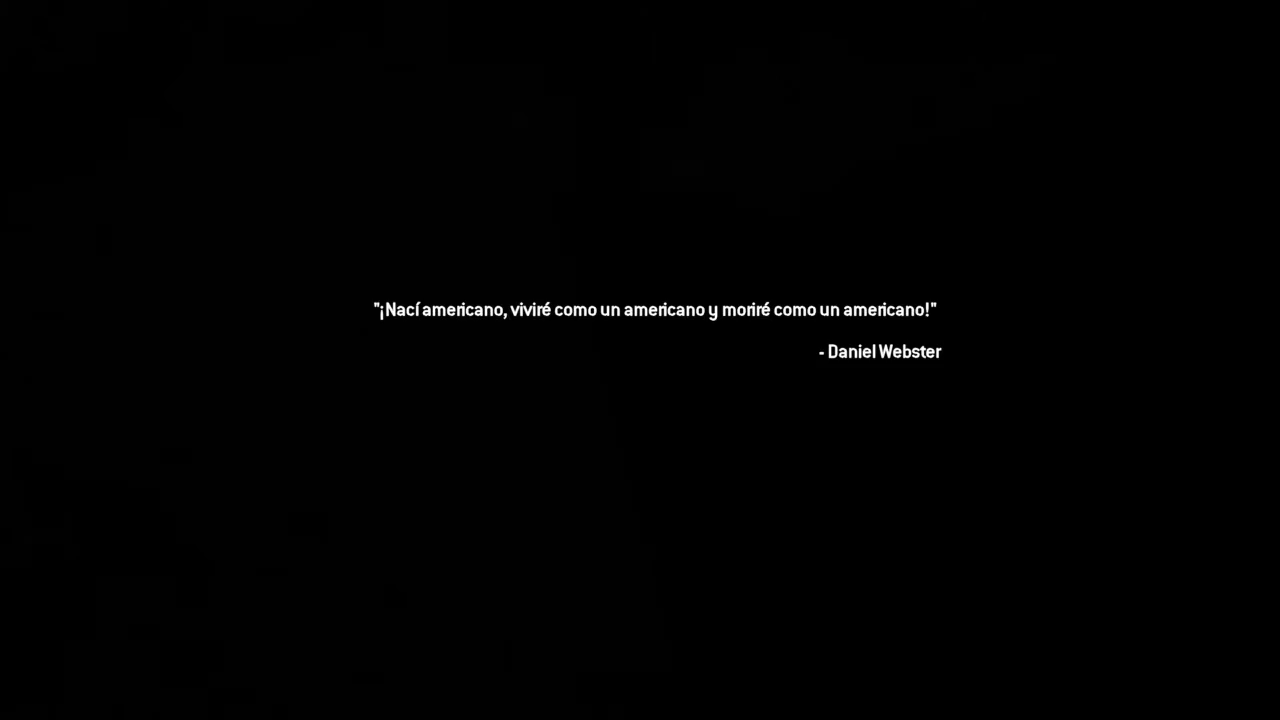 "¡Nací americano, viviré como un americano y moriré como un americano!"
- Daniel Webster